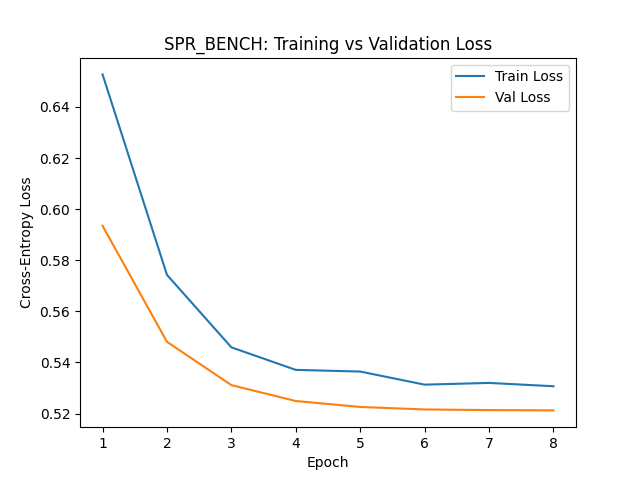 SPR_BENCH: Training vs Validation Loss
Train Loss
Val Loss
Cross-Entropy Loss
0.64
0.62
0.60
0.58
0.56
0.54
0.52
1 2 3 4 5 6 7 8
Epoch